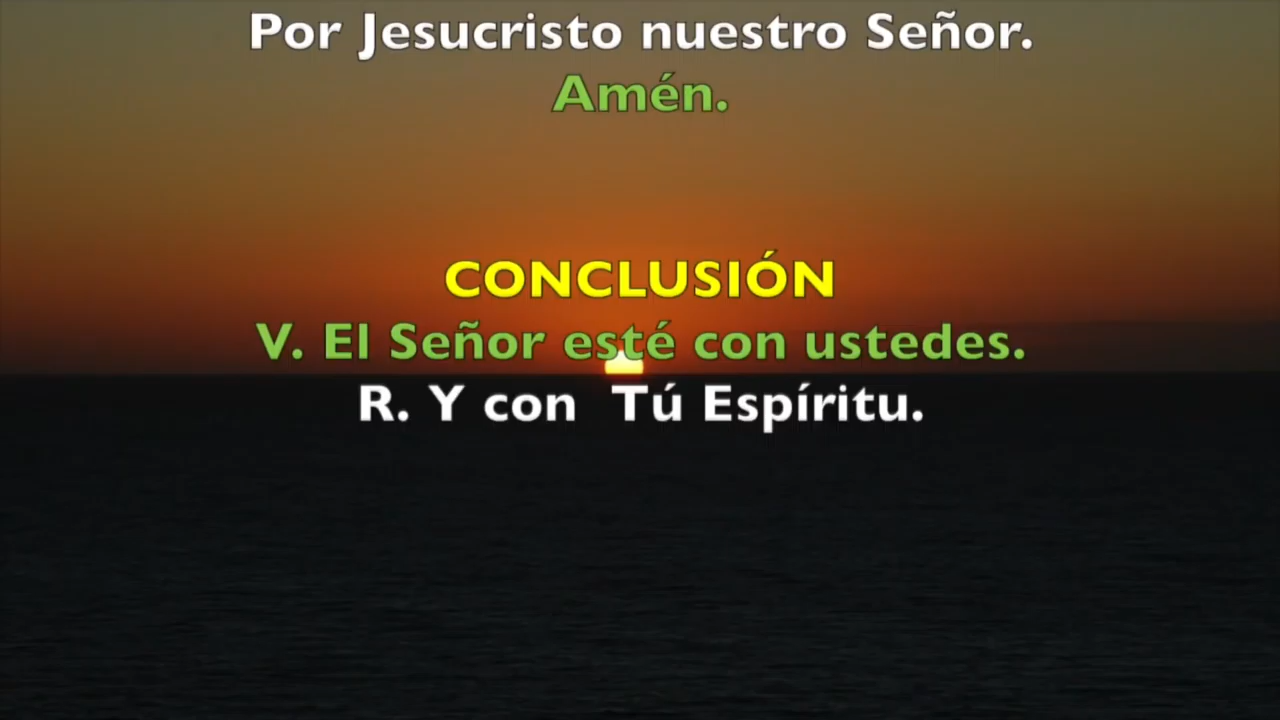 Por Jesucristo nuestro Señor.
Amén.
CONCLUSIÓN
V. El Señor esté con ustedes.
R. Y con  Tú Espíritu.